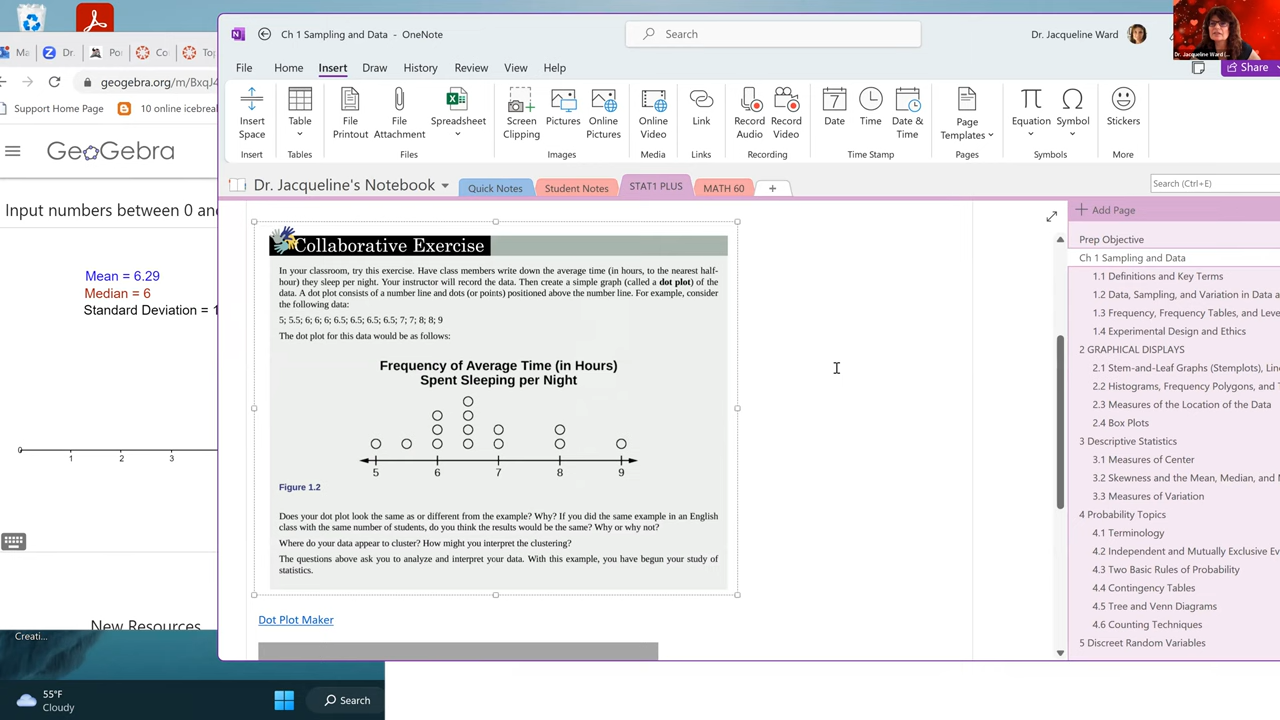 Ch 1 Sampling and Data - OneNote
Search
Dr. Jacqueline Ward
File Home Insert Draw History Review View Help
Share
Insert Space
Table
File Printout
File Attachment
Spreadsheet
Screen Clipping
Pictures
Online Pictures
Online Video
Link
Record Audio
Record Video
Date
Time
Date & Time
Page Templates
Equation
Symbol
Stickers
Insert Tables Files Images Media Links Recording Time Stamp Pages Symbols More
Dr. Jacqueline's Notebook
Quick Notes
Student Notes
STAT1 PLUS
MATH 60
Search (Ctrl+E)
geogebra.org/m/BxqJ4
Support Home Page
10 online icebrea
GeoGebra
Input numbers between 0 and
Mean = 6.29
Median = 6
Standard Deviation = 1
0 1 2 3
New Resources
Creati...
55°F
Cloudy
Search
Collaborative Exercise
In your classroom, try this exercise. Have class members write down the average time (in hours, to the nearest half-
hour) they sleep per night. Your instructor will record the data. Then create a simple graph (called a dot plot) of the
data. A dot plot consists of a number line and dots (or points) positioned above the number line. For example, consider
the following data:
5; 5.5; 6; 6; 6; 6.5; 6.5; 6.5; 6.5; 7; 7; 8; 8; 9
The dot plot for this data would be as follows:
Frequency of Average Time (in Hours)
Spent Sleeping per Night
5 6 7 8 9
Figure 1.2
Does your dot plot look the same as or different from the example? Why? If you did the same example in an English
class with the same number of students, do you think the results would be the same? Why or why not?
Where do your data appear to cluster? How might you interpret the clustering?
The questions above ask you to analyze and interpret your data. With this example, you have begun your study of
statistics.
Dot Plot Maker
Add Page
Prep Objective
Ch 1 Sampling and Data
1.1 Definitions and Key Terms
1.2 Data, Sampling, and Variation in Data a
1.3 Frequency, Frequency Tables, and Leve
1.4 Experimental Design and Ethics
2 GRAPHICAL DISPLAYS
2.1 Stem-and-Leaf Graphs (Stemplots), Lin
2.2 Histograms, Frequency Polygons, and T
2.3 Measures of the Location of the Data
2.4 Box Plots
3 Descriptive Statistics
3.1 Measures of Center
3.2 Skewness and the Mean, Median, and M
3.3 Measures of Variation
4 Probability Topics
4.1 Terminology
4.2 Independent and Mutually Exclusive Ev
4.3 Two Basic Rules of Probability
4.4 Contingency Tables
4.5 Tree and Venn Diagrams
4.6 Counting Techniques
5 Discreet Random Variables